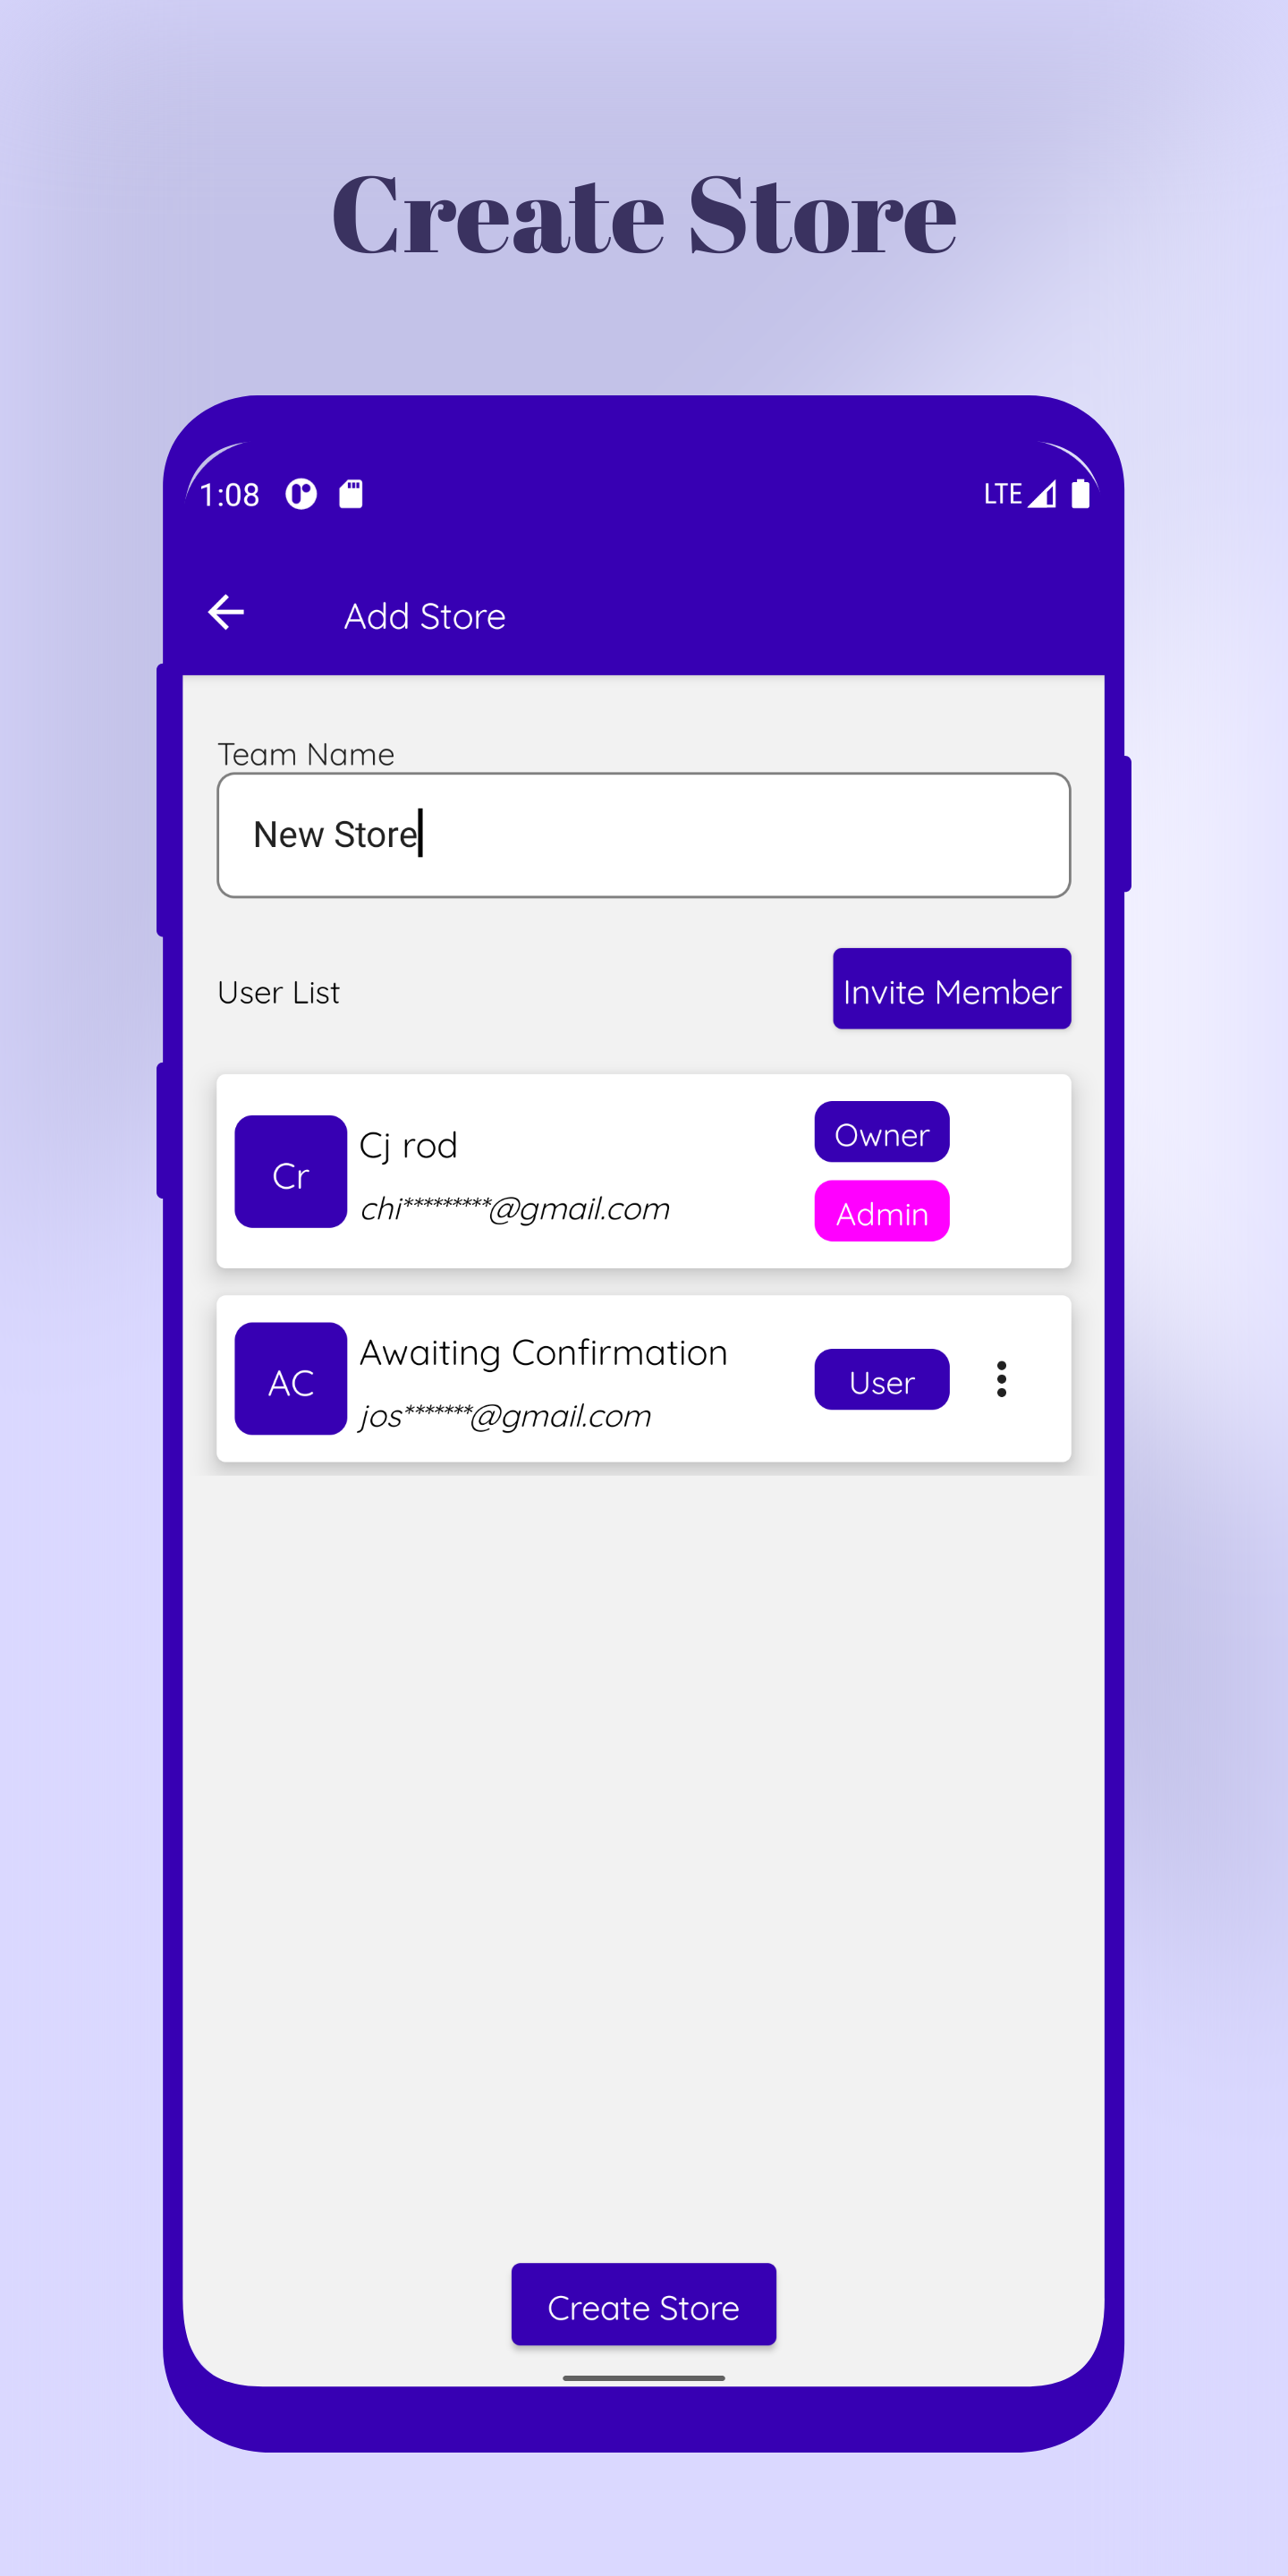 Create Store
1:08
LTE
Add Store
Team Name
New Store
User List
Invite Member
Cr
Cj rod
chi*********@gmail.com
Owner
Admin
AC
Awaiting Confirmation
jos*******@gmail.com
User
Create Store